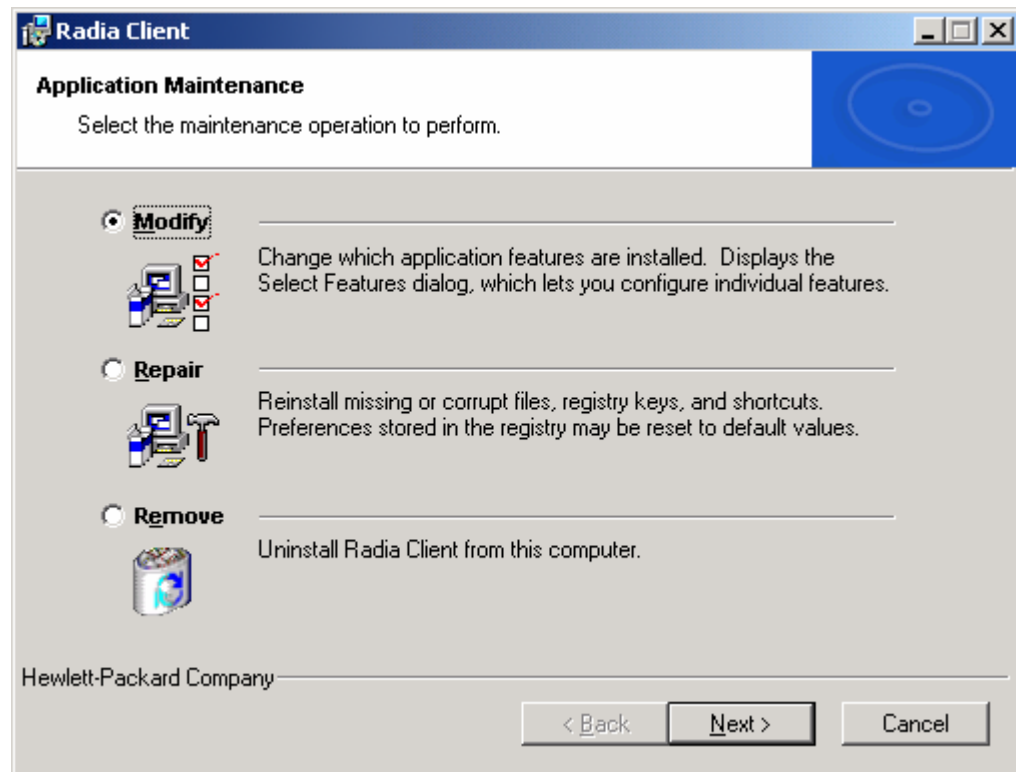 Radia Client
Application Maintenance
Select the maintenance operation to perform.
Modify
Change which application features are installed.  Displays the
Select Features dialog, which lets you configure individual features.
Repair
Reinstall missing or corrupt files, registry keys, and shortcuts.
Preferences stored in the registry may be reset to default values.
Remove
Uninstall Radia Client from this computer.
Hewlett-Packard Company
< Back
Next >
Cancel